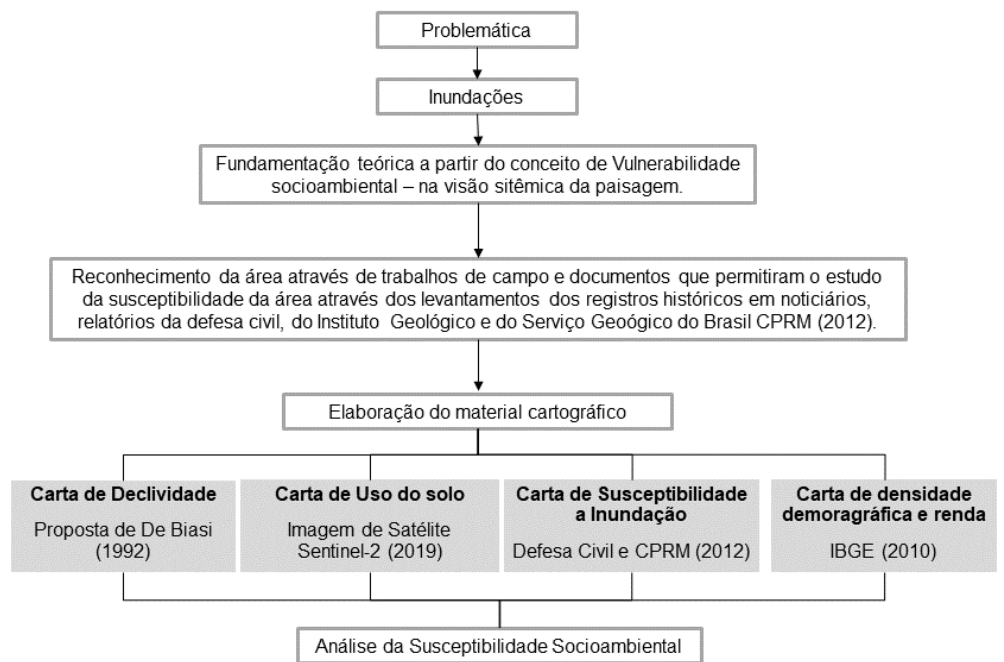 Problemática
Inundações
Fundamentação teórica a partir do conceito de Vulnerabilidade
socioambiental – na visão sitêmica da paisagem.
Reconhecimento da área através de trabalhos de campo e documentos que permitiram o estudo
da susceptibilidade da área através dos levantamentos dos registros históricos em noticiários,
relatórios da defesa civil, do Instituto Geológico e do Serviço Geoógico do Brasil CPRM (2012).
Elaboração do material cartográfico
Carta de Declividade
Proposta de De Biasi
(1992)
Carta de Uso do solo
Imagem de Satélite
Sentinel-2 (2019)
Carta de Susceptibilidade
a Inundação
Defesa Civil e CPRM (2012)
Carta de densidade
demoragráfica e renda
IBGE (2010)
Análise da Susceptibilidade Socioambiental